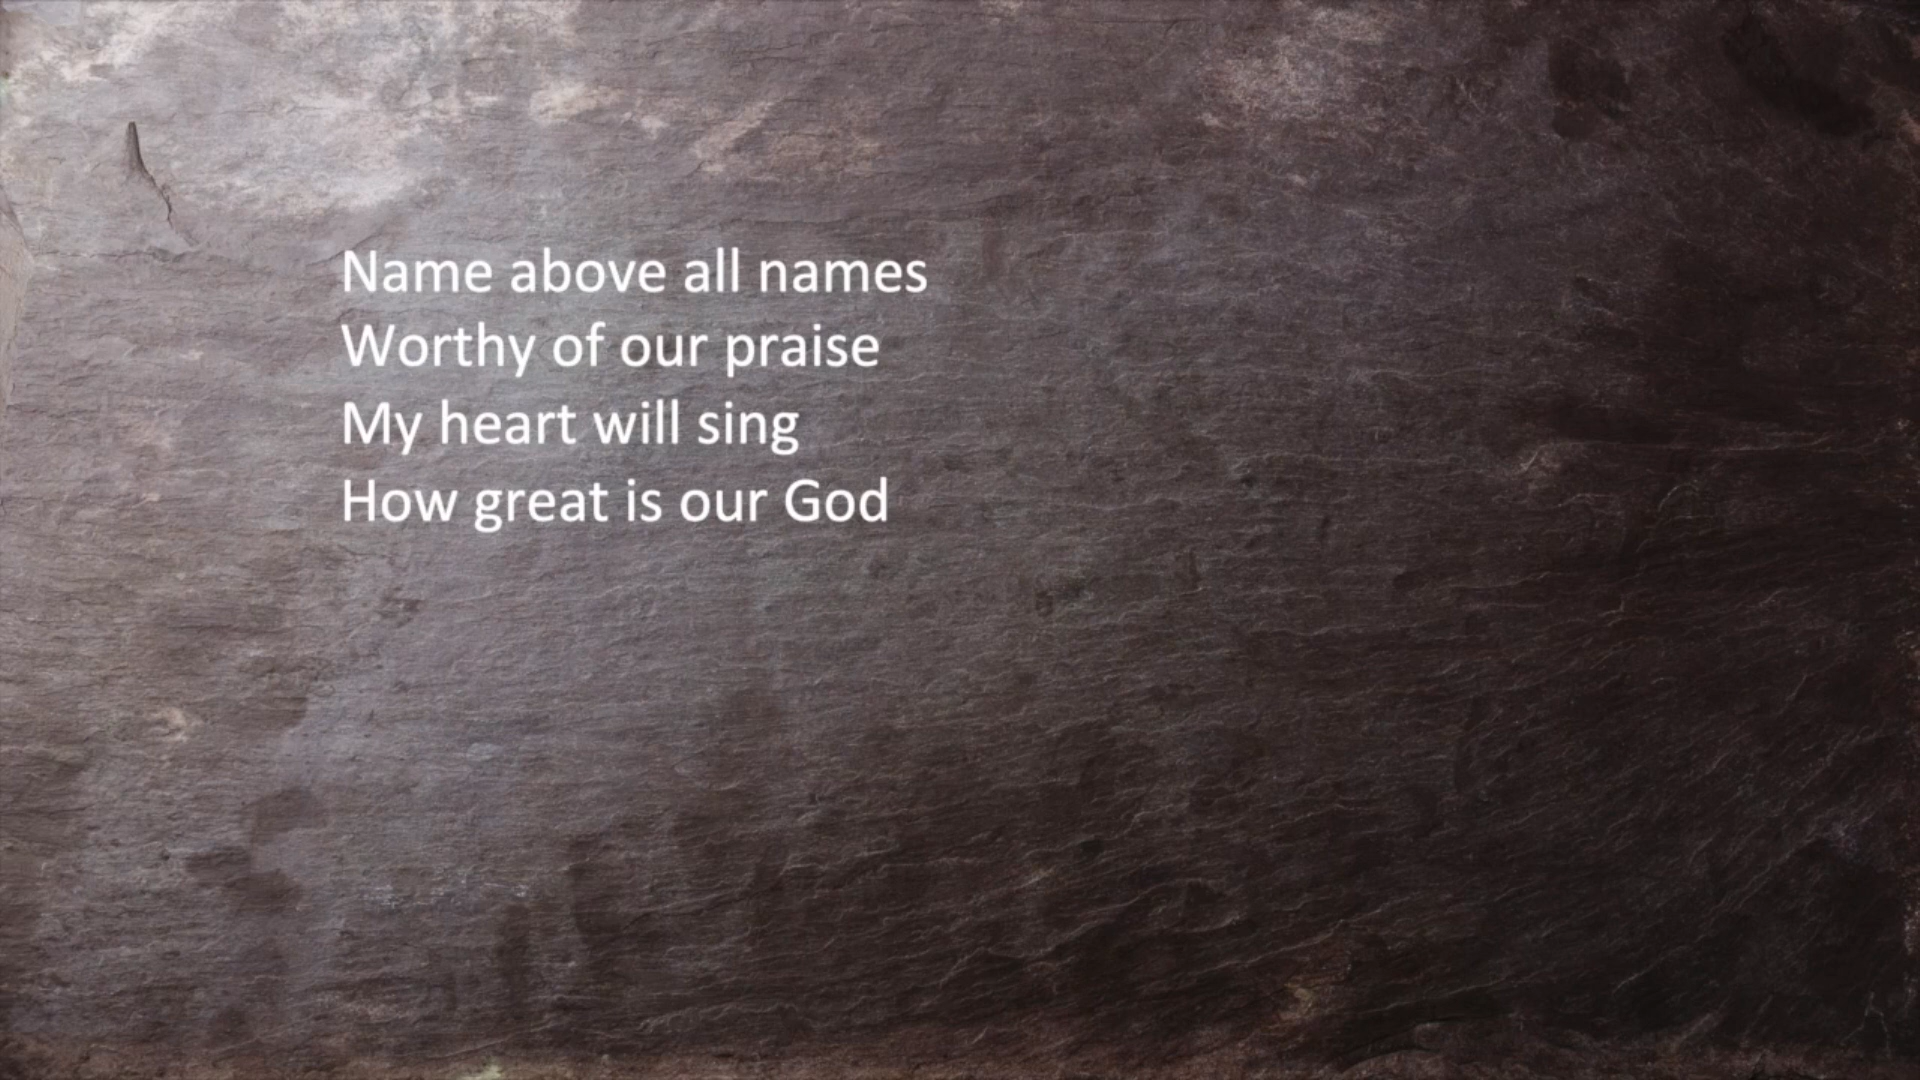 Name above all names
Worthy of our praise
My heart will sing
How great is our God